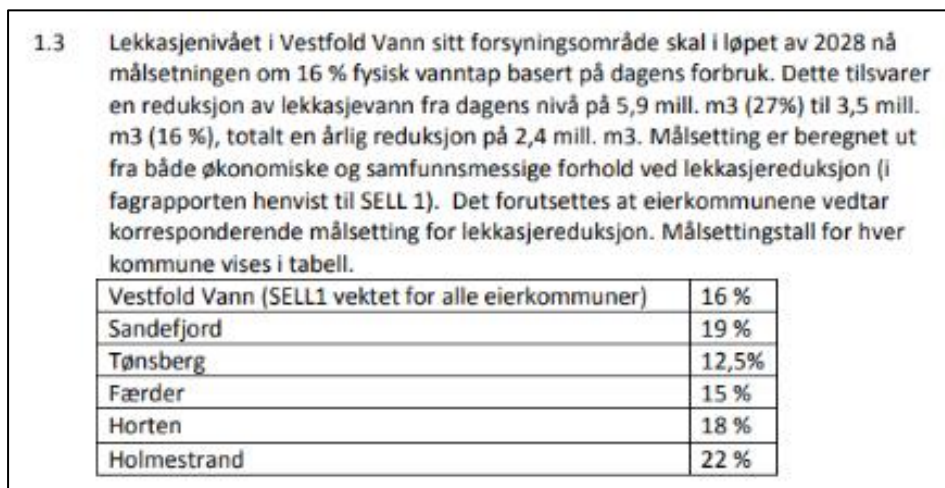 1.3 Lekkasjenivået i Vestfold Vann sitt forsyningsområde skal i løpet av 2028 nå
målsetningen om 16 % fysisk vanntap basert på dagens forbruk. Dette tilsvarer
en reduksjon av lekkasjevann fra dagens nivå på 5,9 mill. m3 (27%) til 3,5 mill.
m3 (16 %), totalt en årlig reduksjon på 2,4 mill. m3. Målsetting er beregnet ut
fra både økonomiske og samfunnsmessige forhold ved lekkasjereduksjon (i
fagrapporten henvist til SELL 1). Det forutsettes at eierkommunene vedtar
korresponderende målsetting for lekkasjereduksjon. Målsettingstall for hver
kommune vises i tabell.
Vestfold Vann (SELL1 vektet for alle eierkommuner) 16 %
Sandefjord 19 %
Tønsberg 12,5%
Færder 15 %
Horten 18 %
Holmestrand 22 %